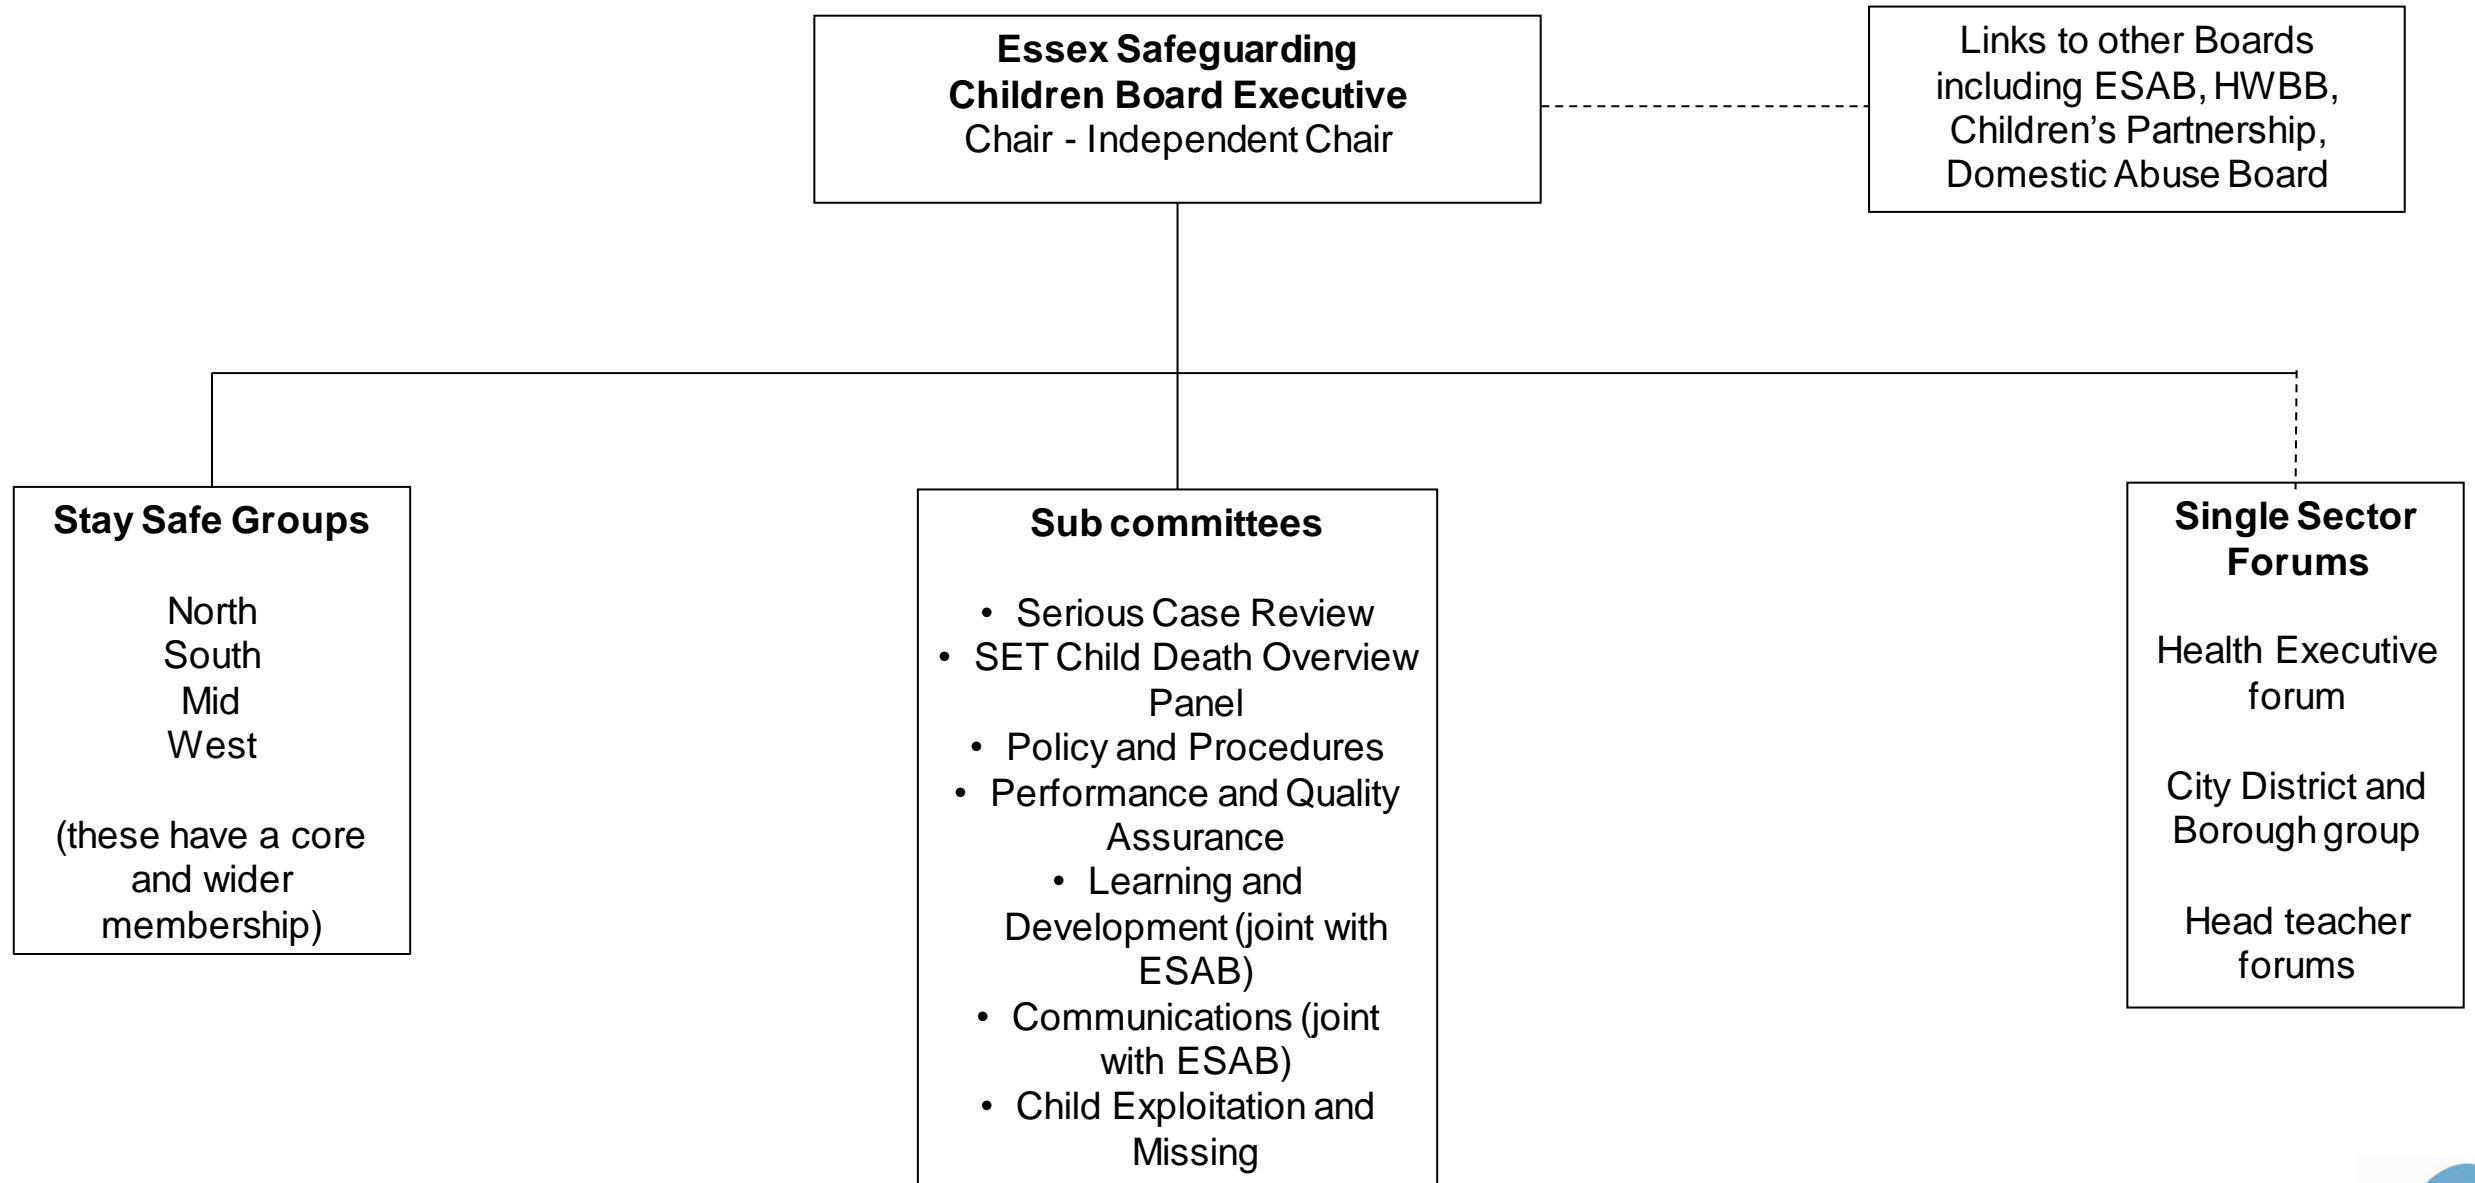 Essex Safeguarding
Children Board Executive
Chair - Independent Chair
Links to other Boards
including ESAB, HWBB,
Children’s Partnership,
Domestic Abuse Board
Stay Safe Groups
North
South
Mid
West
(these have a core
and wider
membership)
Sub committees
• Serious Case Review
• SET Child Death Overview
Panel
• Policy and Procedures
• Performance and Quality
Assurance
• Learning and
Development (joint with
ESAB)
• Communications (joint
with ESAB)
• Child Exploitation and
Missing
Single Sector
Forums
Health Executive
forum
City District and
Borough group
Head teacher
forums